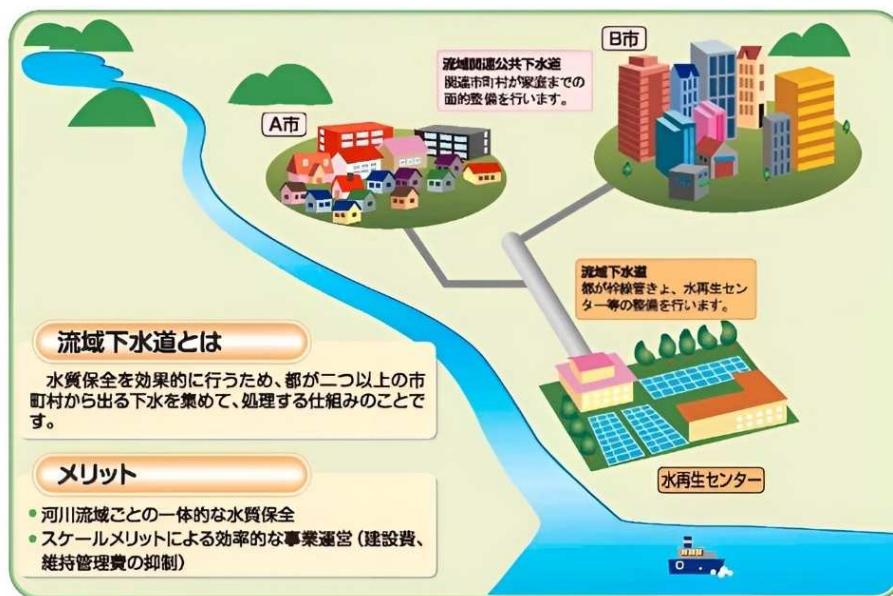 B市
流域関連公共下水道
関連市町村が家庭までの
面的整備を行います。
A市
流域下水道
都が幹線管きょ、水再生セン
ター等の整備を行います。
流域下水道とは
水質保全を効果的に行うため、都が二つ以上の市
町村から出る下水を集めて、処理する仕組みのことで
す。
メリット
● 河川流域ごとの一体的な水質保全
● スケールメリットによる効率的な事業運営(建設費、
維持管理費の抑制)
水再生センター